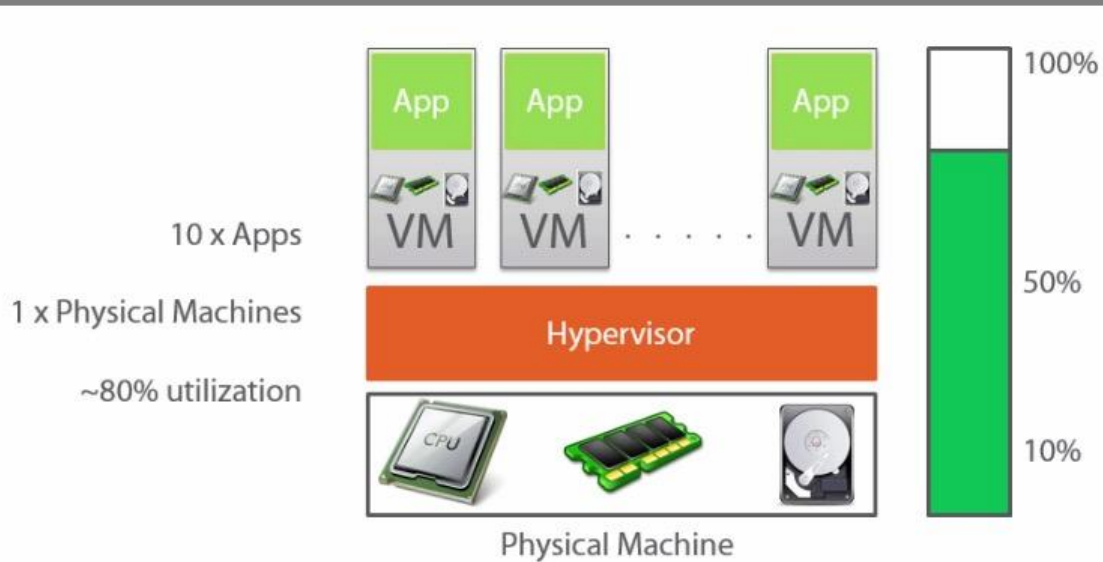 App
App
App
100%
VM
VM
. . . . .
VM
10 x Apps
50%
1 x Physical Machines
Hypervisor
~80% utilization
CPU
10%
Physical Machine